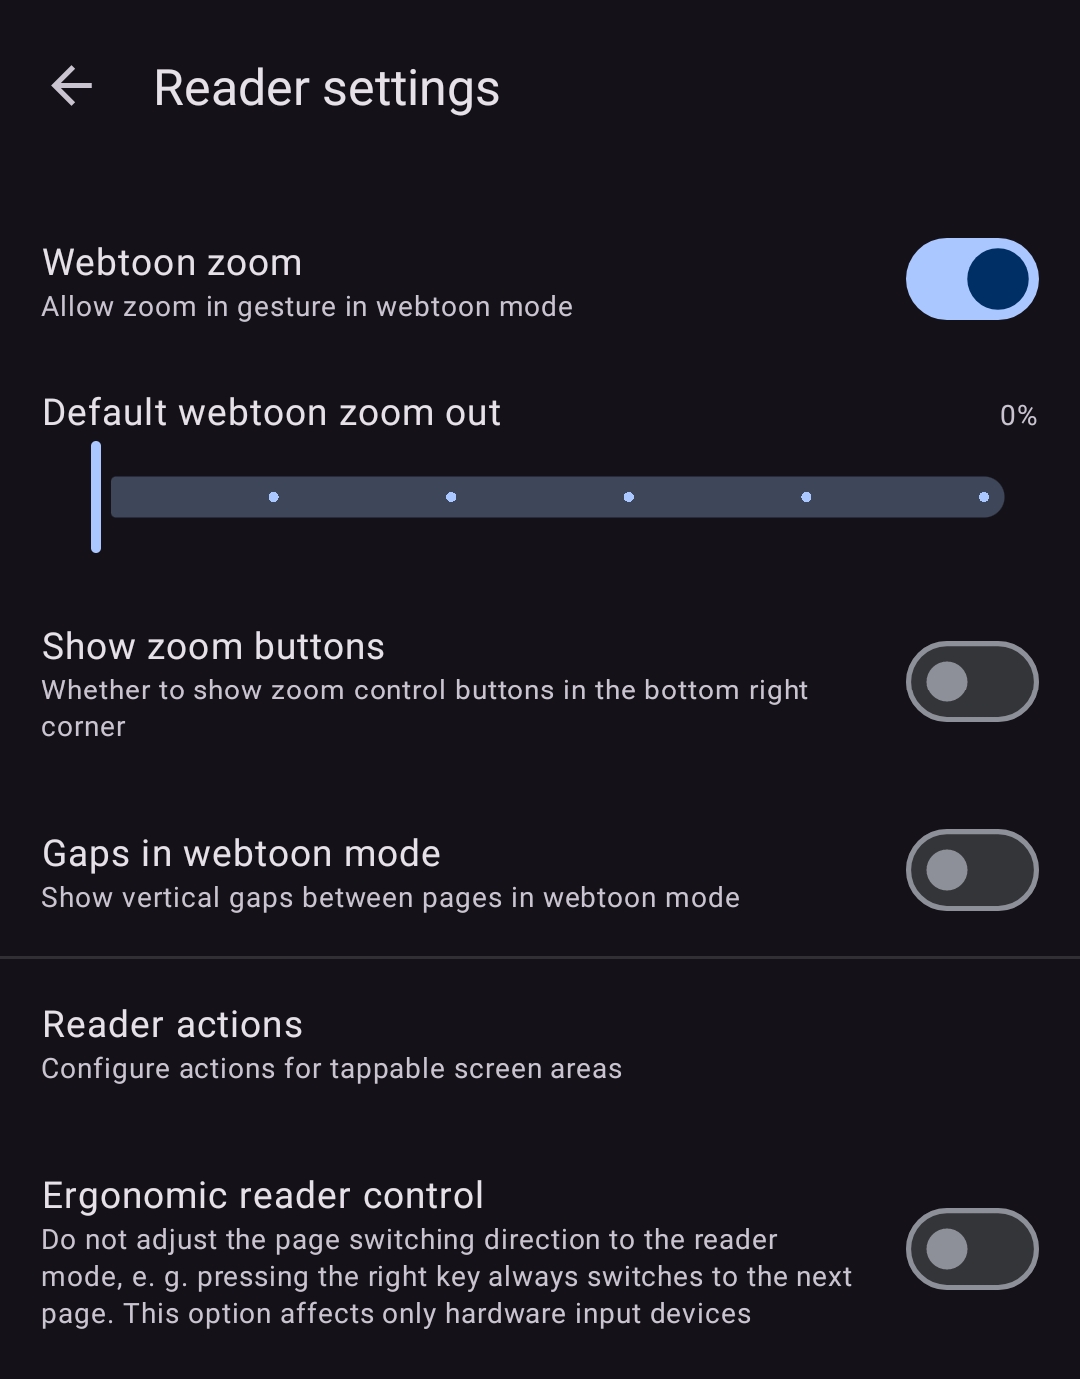 Reader settings
Webtoon zoom
Allow zoom in gesture in webtoon mode
Default webtoon zoom out
0%
Show zoom buttons
Whether to show zoom control buttons in the bottom right
corner
Gaps in webtoon mode
Show vertical gaps between pages in webtoon mode
Reader actions
Configure actions for tappable screen areas
Ergonomic reader control
Do not adjust the page switching direction to the reader
mode, e. g. pressing the right key always switches to the next
page. This option affects only hardware input devices